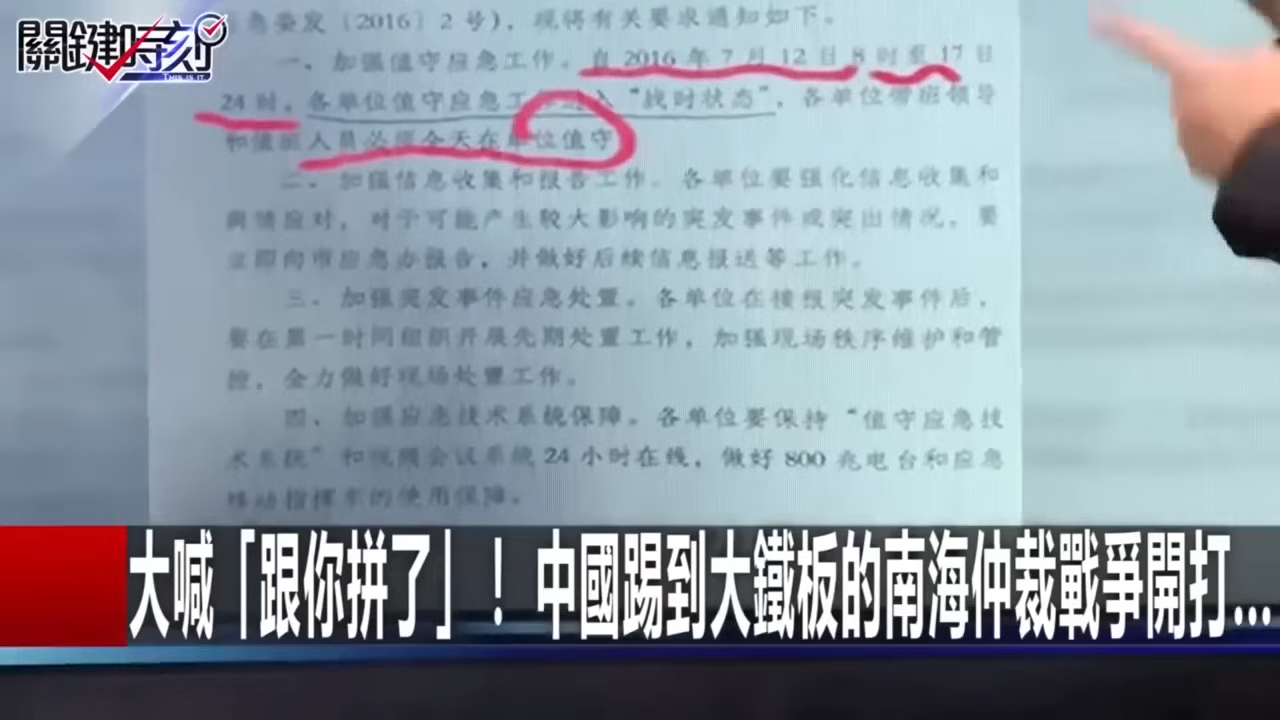 關鍵時刻
THIS IS IT
急委发〔2016〕2号），现将有关要求通知如下。
一、加强值守应急工作。自2016年7月12日8时至17日
24时，各单位值守应急工 入“战时状态”，各单位带班领导
和值班人员必须全天在单位值守
二、加强信息收集和报告工作。各单位要强化信息收集和
舆情应对，对于可能产生较大影响的突发事件或突出情况，要
立即向市应急办报告，并做好后续信息报送等工作。
三、加强突发事件应急处置。各单位在接报突发事件后，
要在第一时间组织开展先期处置工作，加强现场秩序维护和管
控，全力做好现场处置工作。
四、加强应急技术系统保障。各单位要保持“值守应急技
术系统”和视频会议系统24小时在线，做好800兆电台和应急
移动指挥车的使用保障。
大喊「跟你拼了」！ 中國踢到大鐵板的南海仲裁戰爭開打...